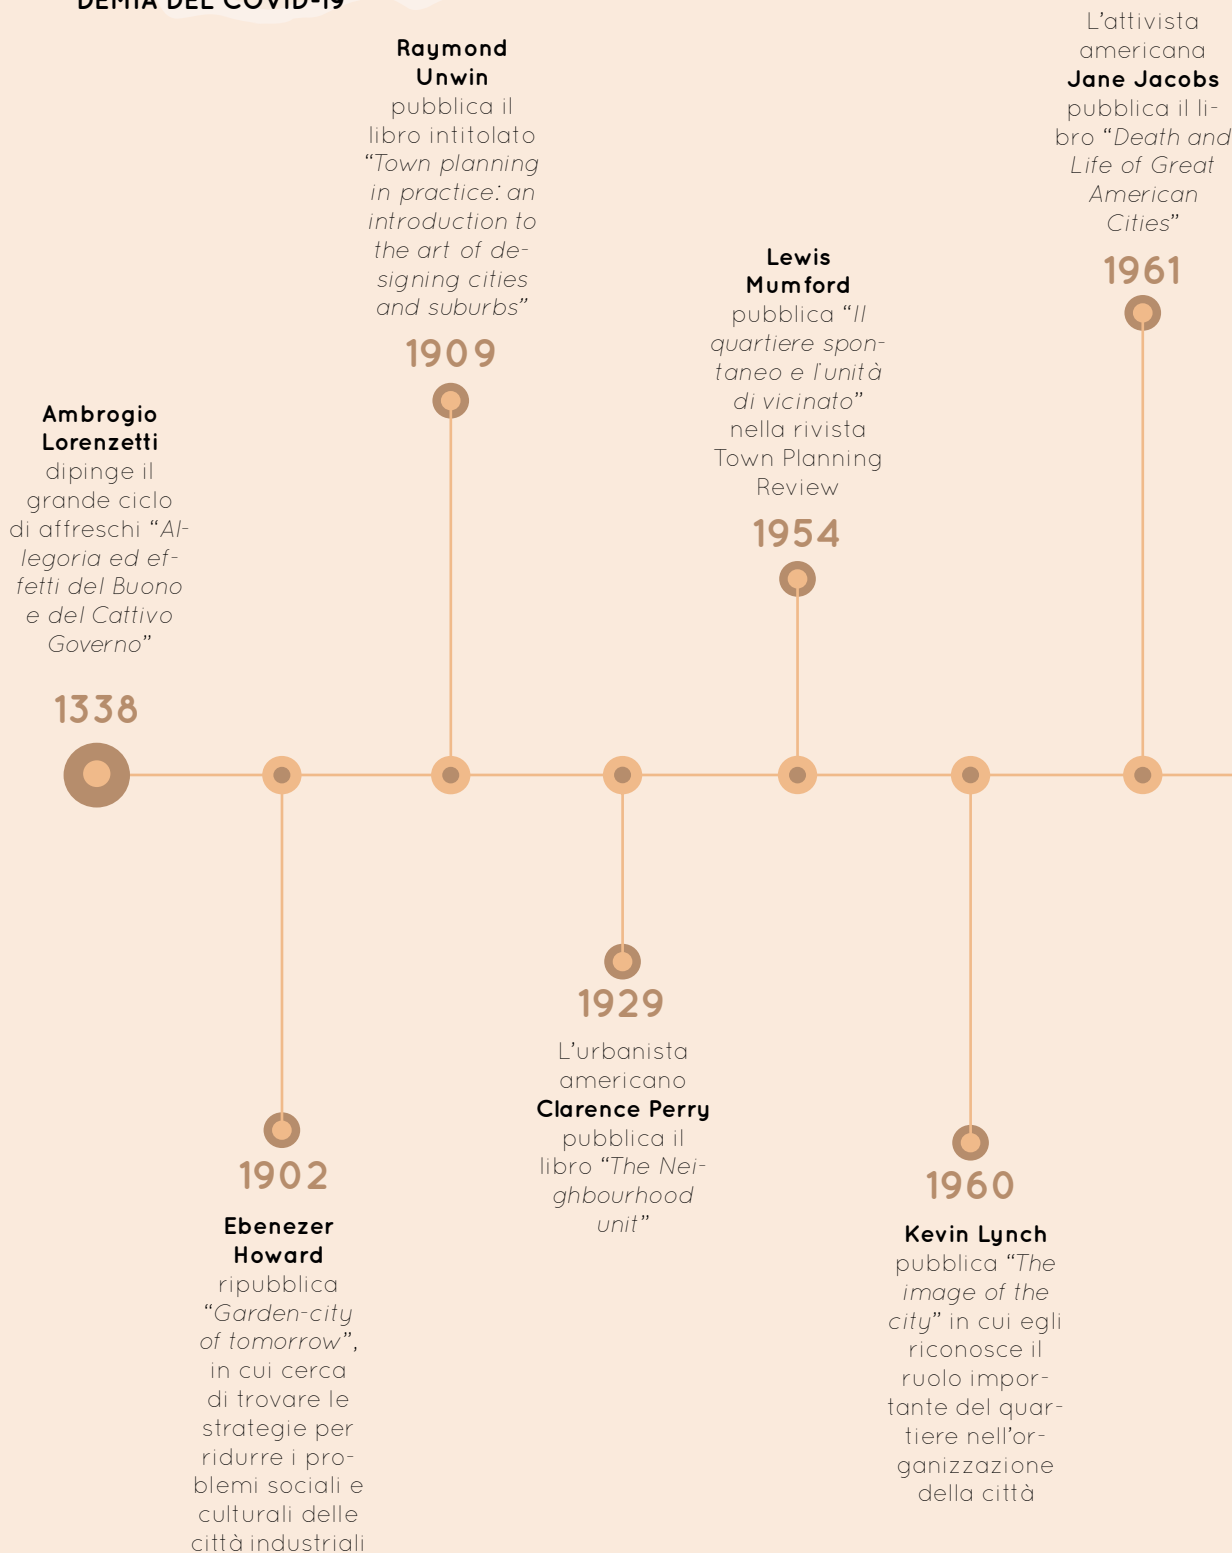 DEMIA DEL COVID-19
Ambrogio
Lorenzetti
dipinge il
grande ciclo
di affreschi “Al-
legoria ed ef-
fetti del Buono
e del Cattivo
Governo”
1338
1902
Ebenezer
Howard
ripubblica
“Garden-city
of tomorrow”,
in cui cerca
di trovare le
strategie per
ridurre i pro-
blemi sociali e
culturali delle
città industriali
Raymond
Unwin
pubblica il
libro intitolato
“Town planning
in practice: an
introduction to
the art of de-
signing cities
and suburbs”
1909
1929
L’urbanista
americano
Clarence Perry
pubblica il
libro “The Nei-
ghbourhood
unit”
Lewis
Mumford
pubblica “Il
quartiere spon-
taneo e l’unità
di vicinato”
nella rivista
Town Planning
Review
1954
1960
Kevin Lynch
pubblica “The
image of the
city” in cui egli
riconosce il
ruolo impor-
tante del quar-
tiere nell’or-
ganizzazione
della città
L’attivista
americana
Jane Jacobs
pubblica il li-
bro “Death and
Life of Great
American
Cities”
1961